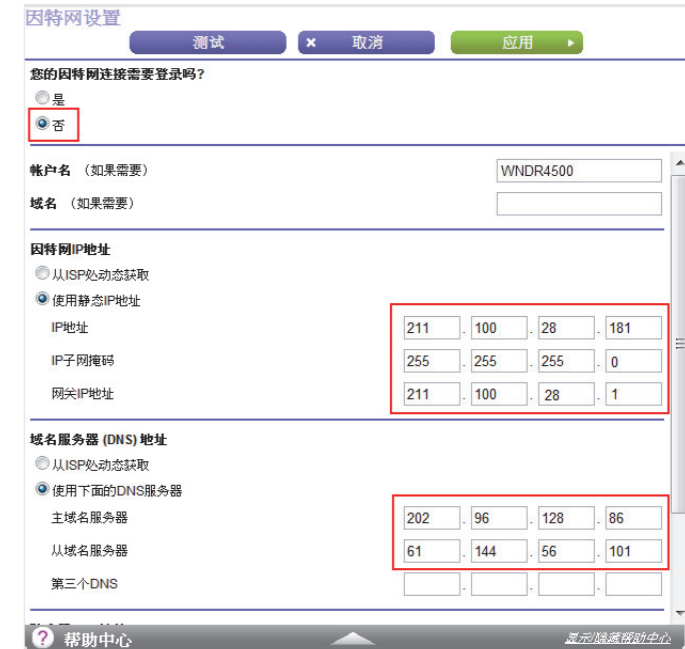 因特网设置
测试 × 取消 应用
您的因特网连接需要登录吗?
是
否
帐户名 （如果需要） WNDR4500
域名 （如果需要）
因特网IP地址
从ISP处动态获取
使用静态IP地址
IP地址 211 . 100 . 28 . 181
IP子网掩码 255 . 255 . 255 . 0
网关IP地址 211 . 100 . 28 . 1
域名服务器 (DNS) 地址
从ISP处动态获取
使用下面的DNS服务器
主域名服务器 202 . 96 . 128 . 86
从域名服务器 61 . 144 . 56 . 101
第三个DNS . . .
? 帮助中心 显示/隐藏帮助中心